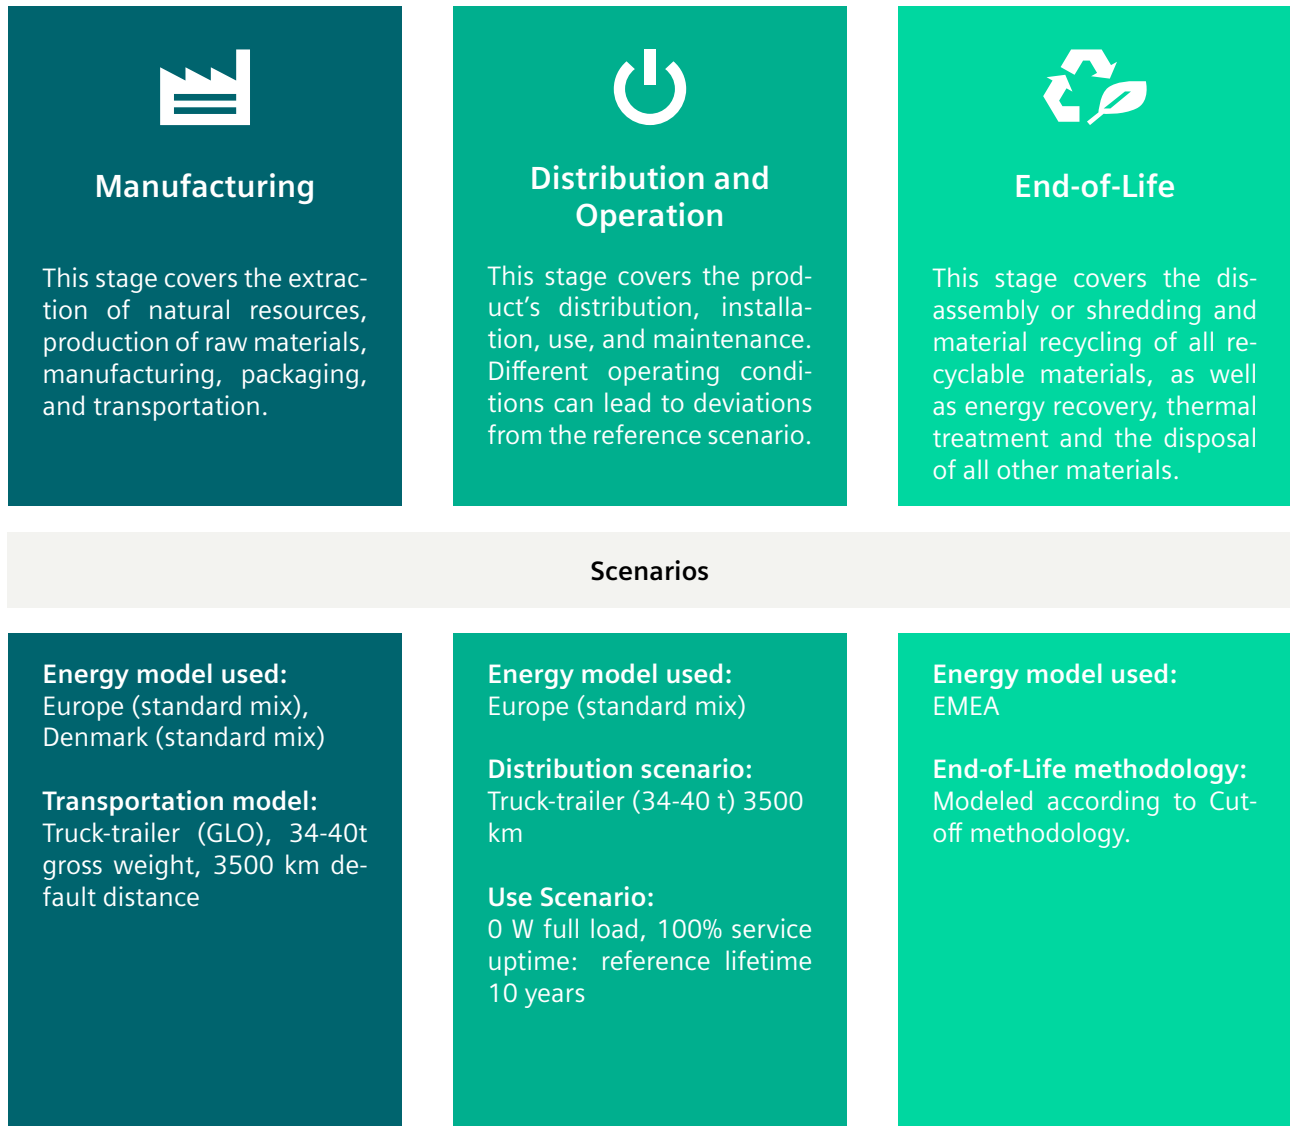 Manufacturing
This stage covers the extrac-
tion of natural resources,
production of raw materials,
manufacturing, packaging,
and transportation.
Distribution and
Operation
This stage covers the prod-
uct's distribution, installa-
tion, use, and maintenance.
Different operating condi-
tions can lead to deviations
from the reference scenario.
End-of-Life
This stage covers the dis-
assembly or shredding and
material recycling of all re-
cyclable materials, as well
as energy recovery, thermal
treatment and the disposal
of all other materials.
Scenarios
Energy model used:
Europe (standard mix),
Denmark (standard mix)
Transportation model:
Truck-trailer (GLO), 34-40t
gross weight, 3500 km de-
fault distance
Energy model used:
Europe (standard mix)
Distribution scenario:
Truck-trailer (34-40 t) 3500
km
Use Scenario:
0 W full load, 100% service
uptime: reference lifetime
10 years
Energy model used:
EMEA
End-of-Life methodology:
Modeled according to Cut-
off methodology.